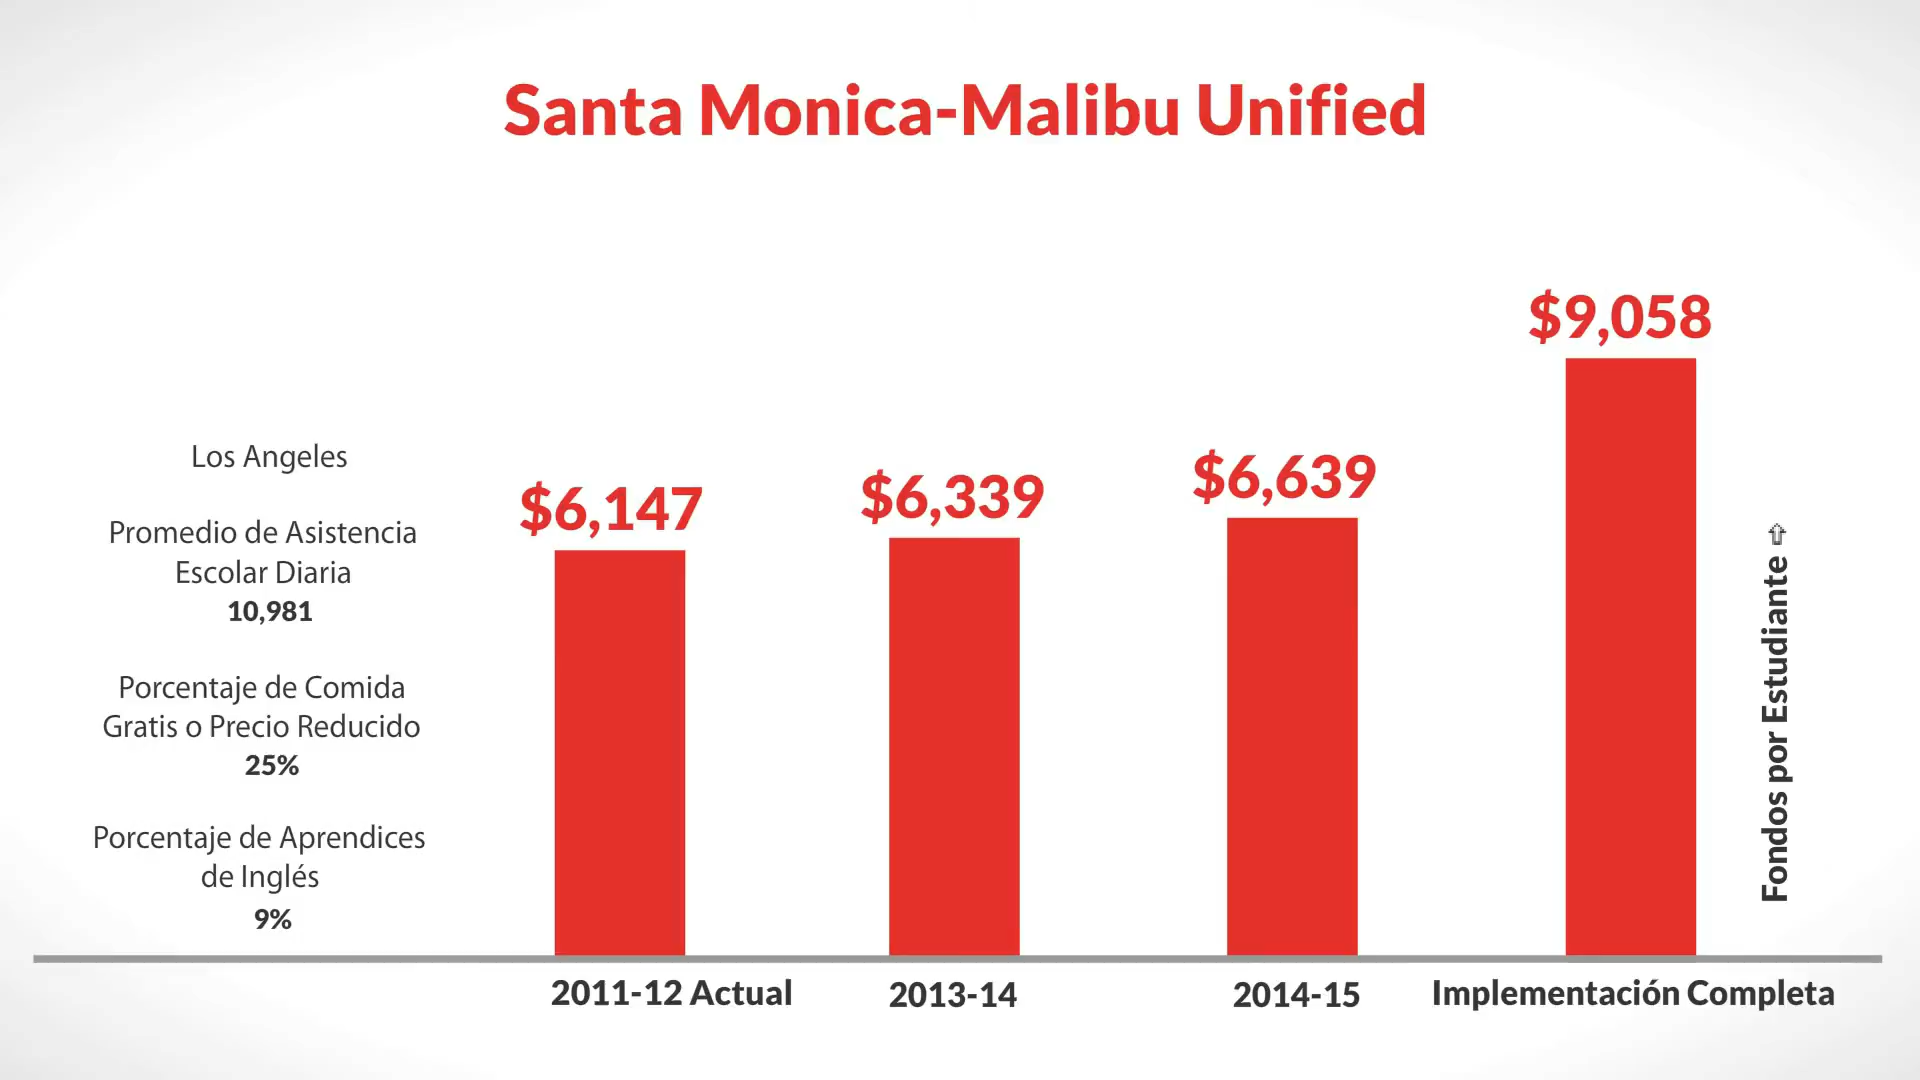 Santa Monica-Malibu Unified
Los Angeles
Promedio de Asistencia
Escolar Diaria
10,981
Porcentaje de Comida
Gratis o Precio Reducido
25%
Porcentaje de Aprendices
de Inglés
9%
$6,147
$6,339
$6,639
$9,058
Fondos por Estudiante ⇧
2011-12 Actual
2013-14
2014-15
Implementación Completa